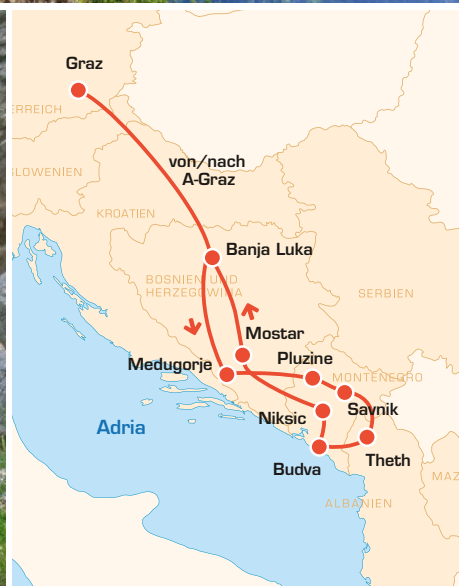 Graz
ERREICH
SLOWENIEN
von/nach
A-Graz
KROATIEN
Banja Luka
BOSNIEN UND
HERZEGOWINA
SERBIEN
Mostar
Medugorje
Pluzine
MONTENEGRO
Niksic
Savnik
Adria
Theth
Budva
MAZ
ALBANIEN